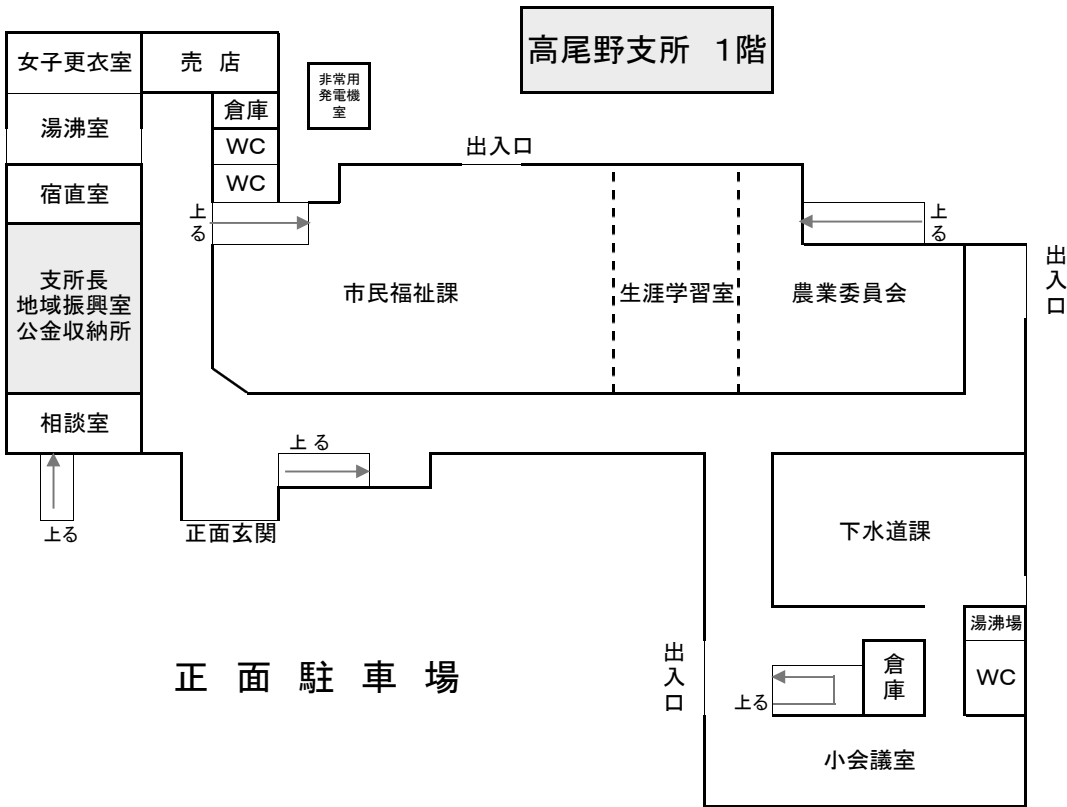 高尾野支所 1階
女子更衣室
売 店
非常用
発電機
室
湯沸室
倉庫
WC
WC
出入口
宿直室
上る
上る
出入口
支所長
地域振興室
公金収納所
市民福祉課
生涯学習室
農業委員会
相談室
上る
上る
正面玄関
下水道課
湯沸場
正面駐車場
出入口
倉庫
WC
上る
小会議室